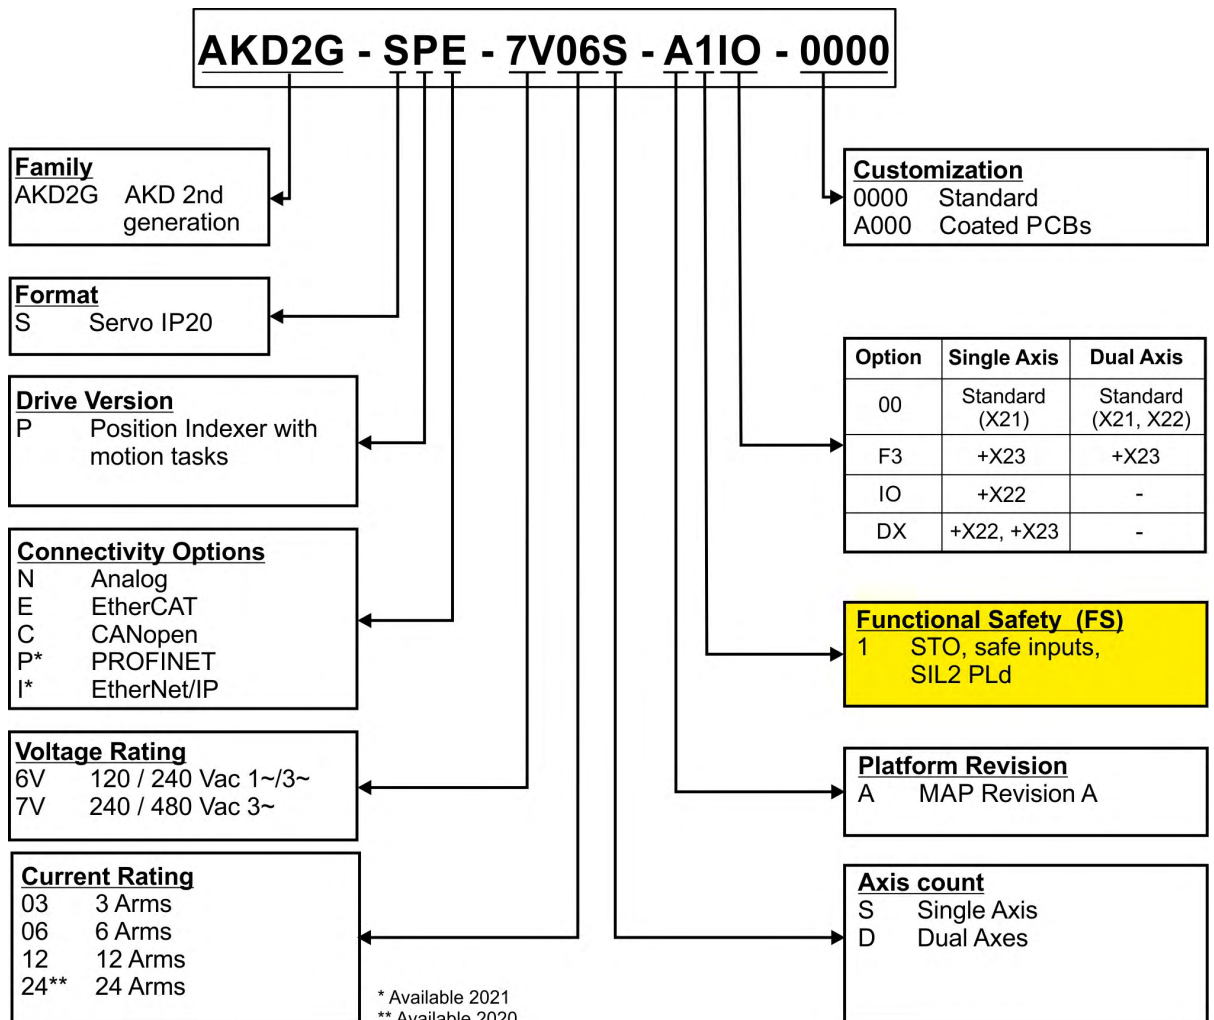 AKD2G - SPE - 7V06S - A1IO - 0000
Family
AKD2G AKD 2nd
generation
Format
S Servo IP20
Drive Version
P Position Indexer with
motion tasks
Connectivity Options
N Analog
E EtherCAT
C CANopen
P* PROFINET
I* EtherNet/IP
Voltage Rating
6V 120 / 240 Vac 1~/3~
7V 240 / 480 Vac 3~
Current Rating
03 3 Arms
06 6 Arms
12 12 Arms
24** 24 Arms
* Available 2021
** Available 2020
Customization
0000 Standard
A000 Coated PCBs
Option Single Axis Dual Axis
00 Standard (X21) Standard (X21, X22)
F3 +X23 +X23
IO +X22 -
DX +X22, +X23 -
Functional Safety (FS)
1 STO, safe inputs,
SIL2 PLd
Platform Revision
A MAP Revision A
Axis count
S Single Axis
D Dual Axes